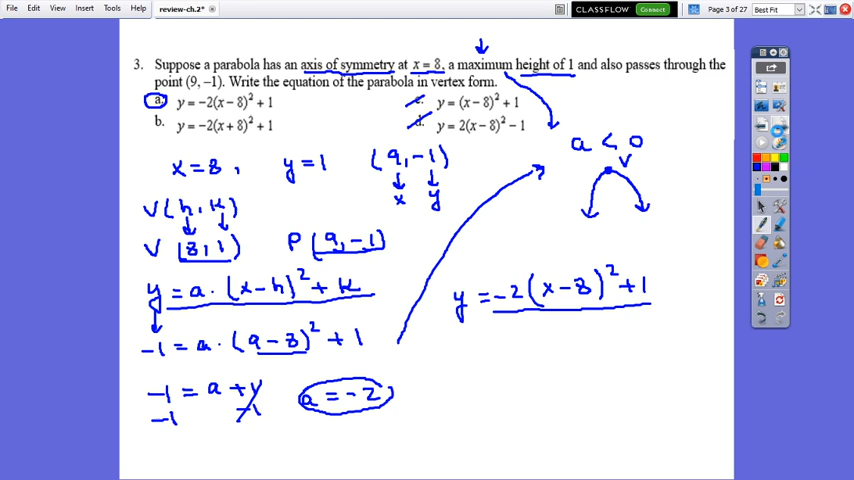 File Edit View Insert Tools Help review-ch.2* CLASSFLOW Connect Page 3 of 27 Best Fit
3. Suppose a parabola has an axis of symmetry at x = 8, a maximum height of 1 and also passes through the
point (9, −1). Write the equation of the parabola in vertex form.
a. y = −2(x − 8)² + 1
c. y = (x − 8)² + 1
b. y = −2(x + 8)² + 1
d. y = 2(x − 8)² − 1
x = 8, y = 1 (9, −1)
x y
a < 0
V
V(h, k)
V(8, 1) P(9, −1)
y = a · (x − h)² + k
y = −2(x − 8)² + 1
−1 = a · (9 − 8)² + 1
−1 = a + 1 a = −2
−1 −1